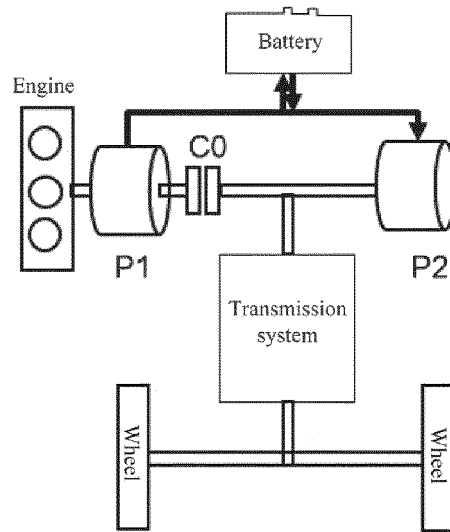 Battery
Engine
C0
P1
P2
Transmission
system
Wheel
Wheel